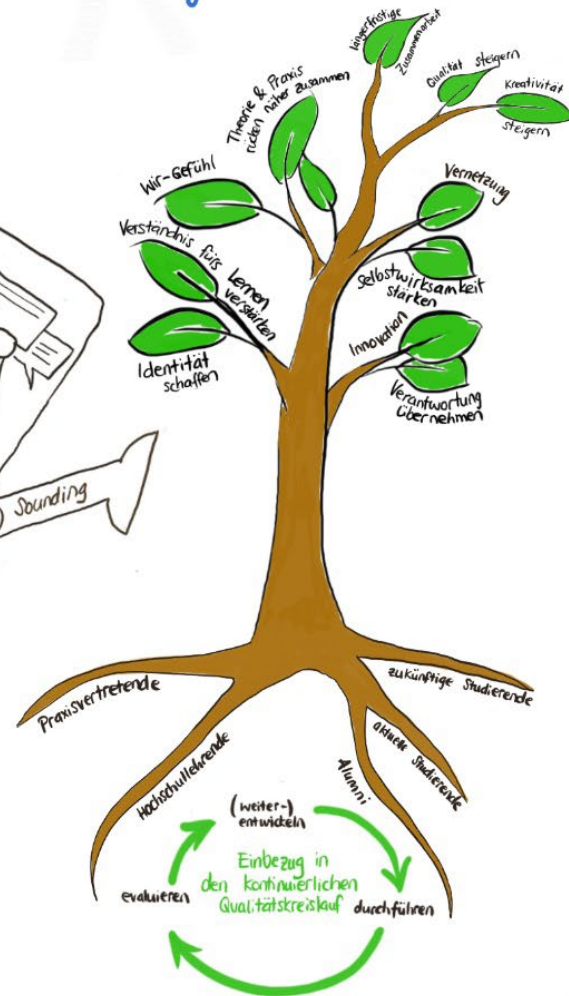 längerfristige
Zusammenarbeit
Qualität steigern
Kreativität
steigern
Theorie & Praxis
rücken näher zusammen
Wir-Gefühl
Vernetzung
Verständnis fürs Lernen
verstärken
Selbstwirksamkeit
stärken
Innovation
Identität
schaffen
Verantwortung
übernehmen
Sounding
Praxisvertretende
zukünftige Studierende
Hochschullehrende
Alumni
aktuelle Studierende
(weiter-)
entwickeln
Einbezug in
den kontinuierlichen
Qualitätskreislauf
evaluieren
durchführen